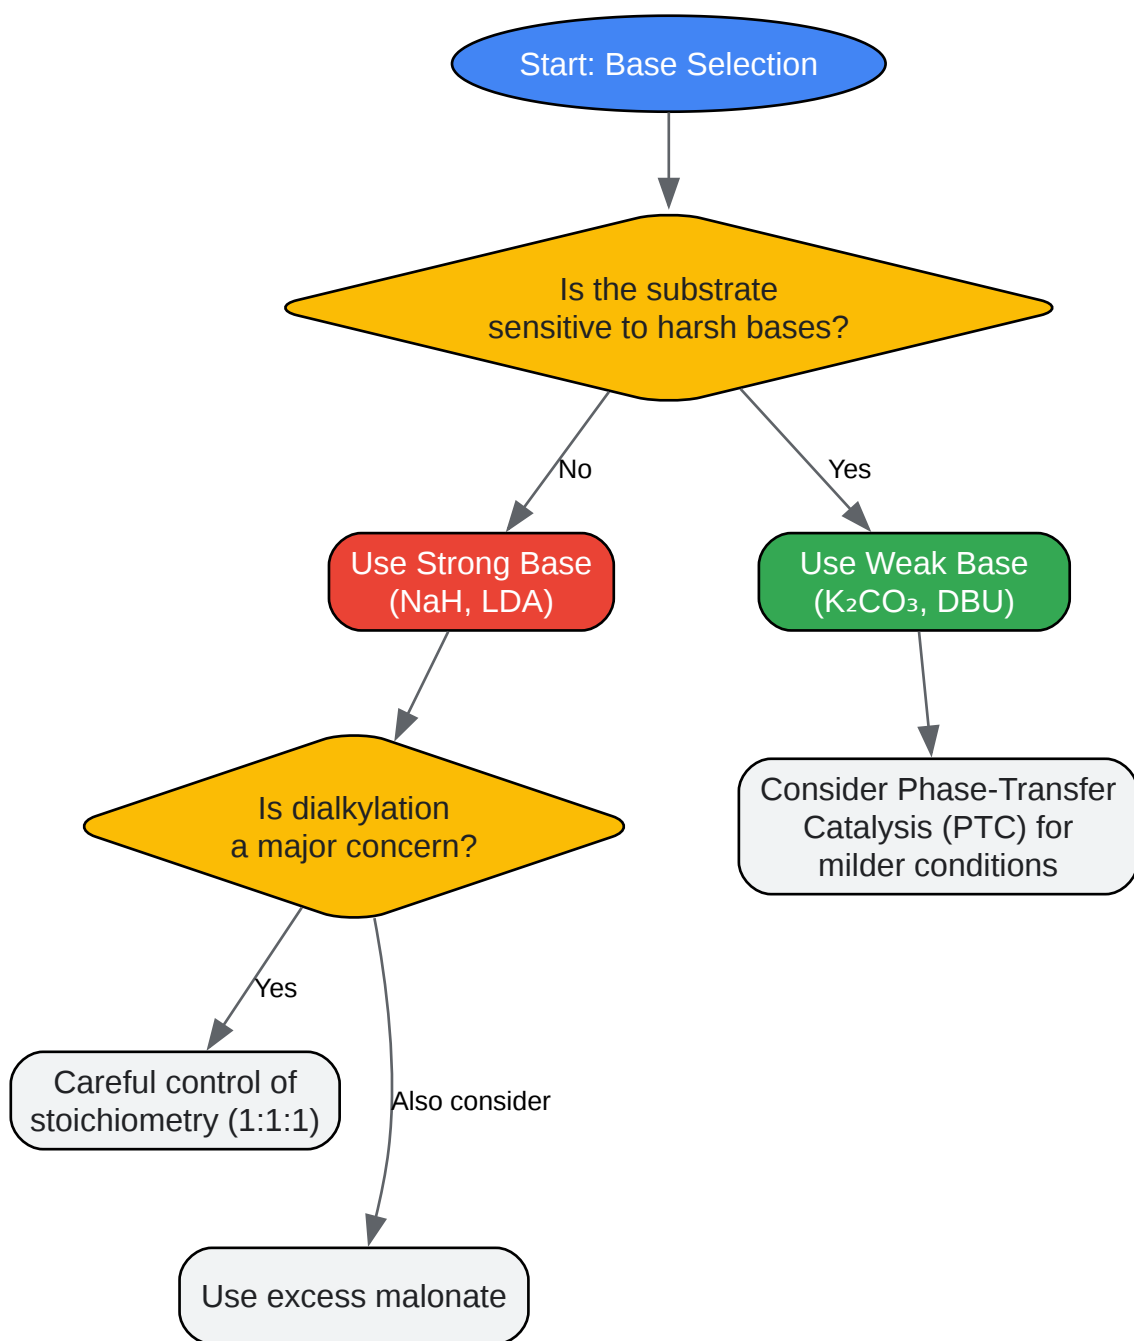 Start: Base Selection
Is the substrate
sensitive to harsh bases?
No
Yes
Use Strong Base
(NaH, LDA)
Use Weak Base
(K₂CO₃, DBU)
Is dialkylation
a major concern?
Consider Phase-Transfer
Catalysis (PTC) for
milder conditions
Yes
Careful control of
stoichiometry (1:1:1)
Also consider
Use excess malonate